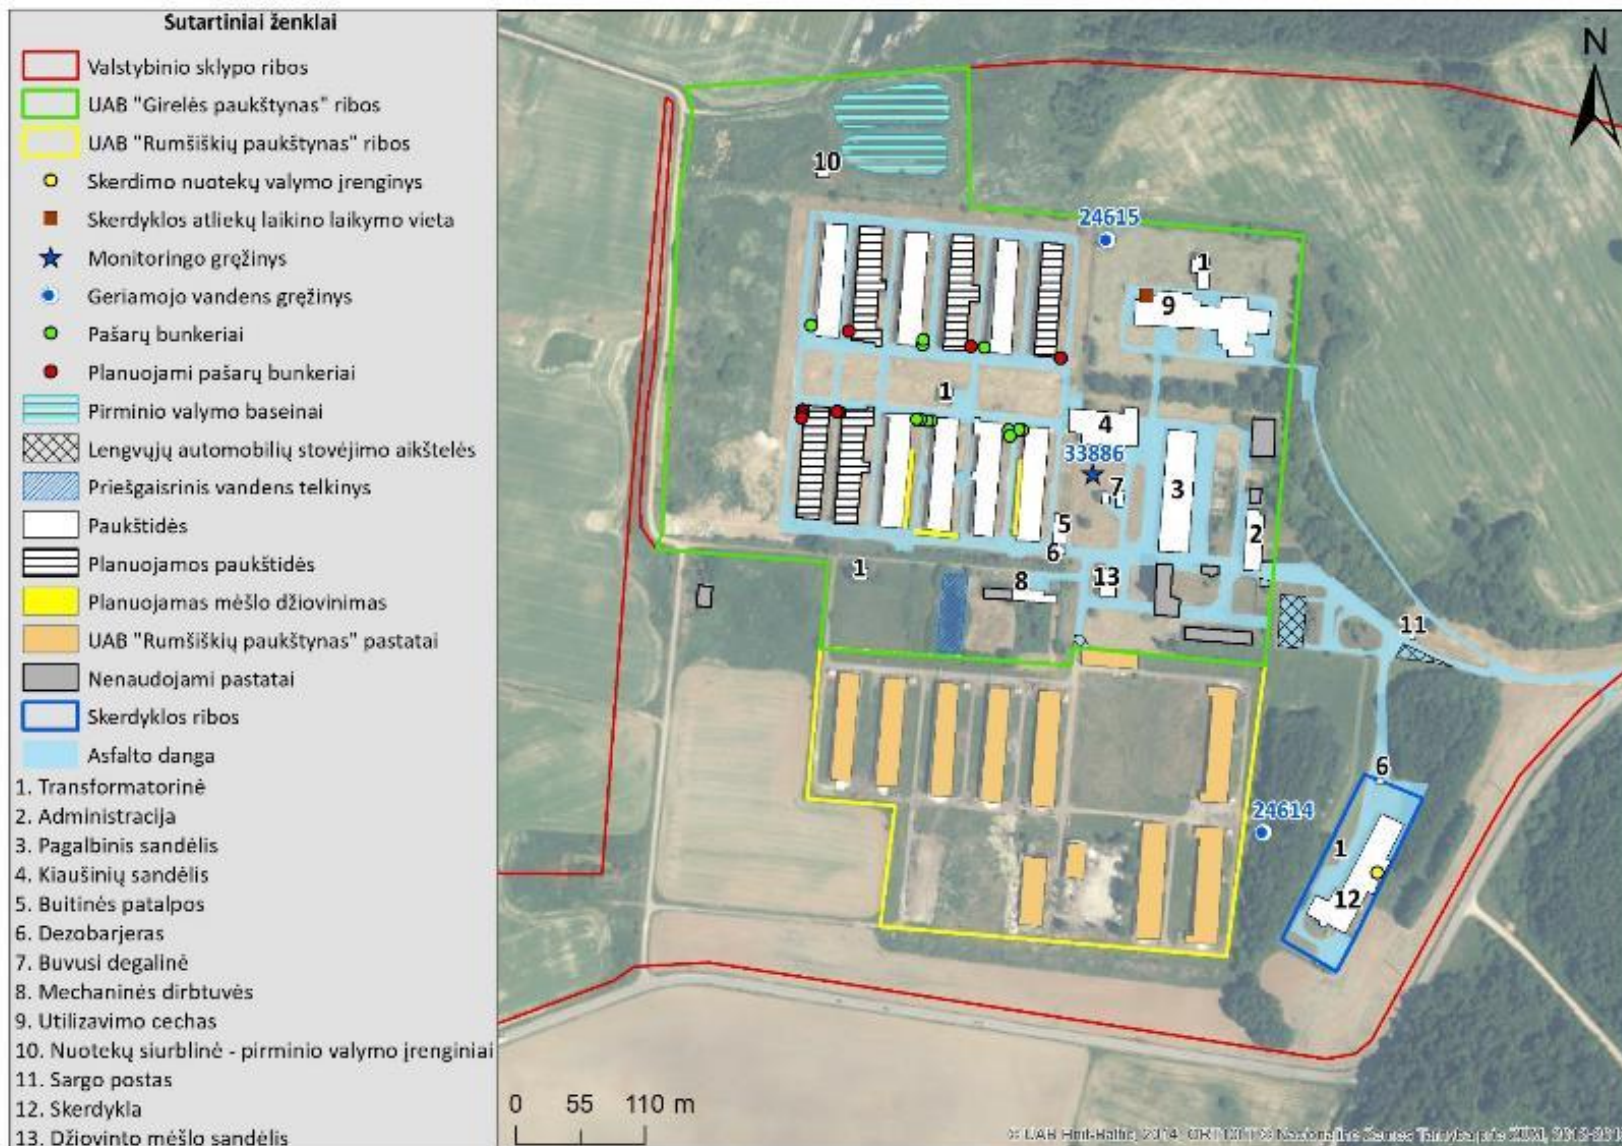 Sutartiniai ženklai
Valstybinio sklypo ribos
UAB "Girelės paukštynas" ribos
UAB "Rumšiškių paukštynas" ribos
Skerdimo nuotekų valymo įrenginys
Skerdyklos atliekų laikino laikymo vieta
Monitoringo gręžinys
Geriamojo vandens gręžinys
Pašarų bunkeriai
Planuojami pašarų bunkeriai
Pirminio valymo baseinai
Lengvųjų automobilių stovėjimo aikštelės
Priešgaisrinis vandens telkinys
Paukštidės
Planuojamos paukštidės
Planuojamas mėšlo džiovinimas
UAB "Rumšiškių paukštynas" pastatai
Nenaudojami pastatai
Skerdyklos ribos
Asfalto danga
1. Transformatorinė
2. Administracija
3. Pagalbinis sandėlis
4. Kiaušinių sandėlis
5. Buitinės patalpos
6. Dezobarjeras
7. Buvusi degalinė
8. Mechaninės dirbtuvės
9. Utilizavimo cechas
10. Nuotekų siurblinė - pirminio valymo įrenginiai
11. Sargo postas
12. Skerdykla
13. Džiovinto mėšlo sandėlis
N
10
24615
1
9
1
4
33886
7
3
5
2
6
1
8
13
11
6
24614
1
12
0 55 110 m
© UAB Hnit-Baltic, 2014, ORT10LT ©